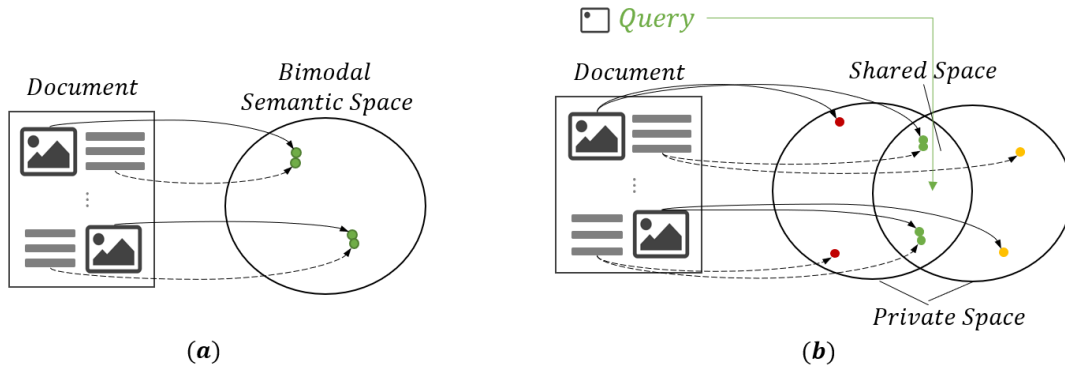 Document
Bimodal
Semantic Space
⋮
(a)
Query
Document
Shared Space
⋮
Private Space
(b)